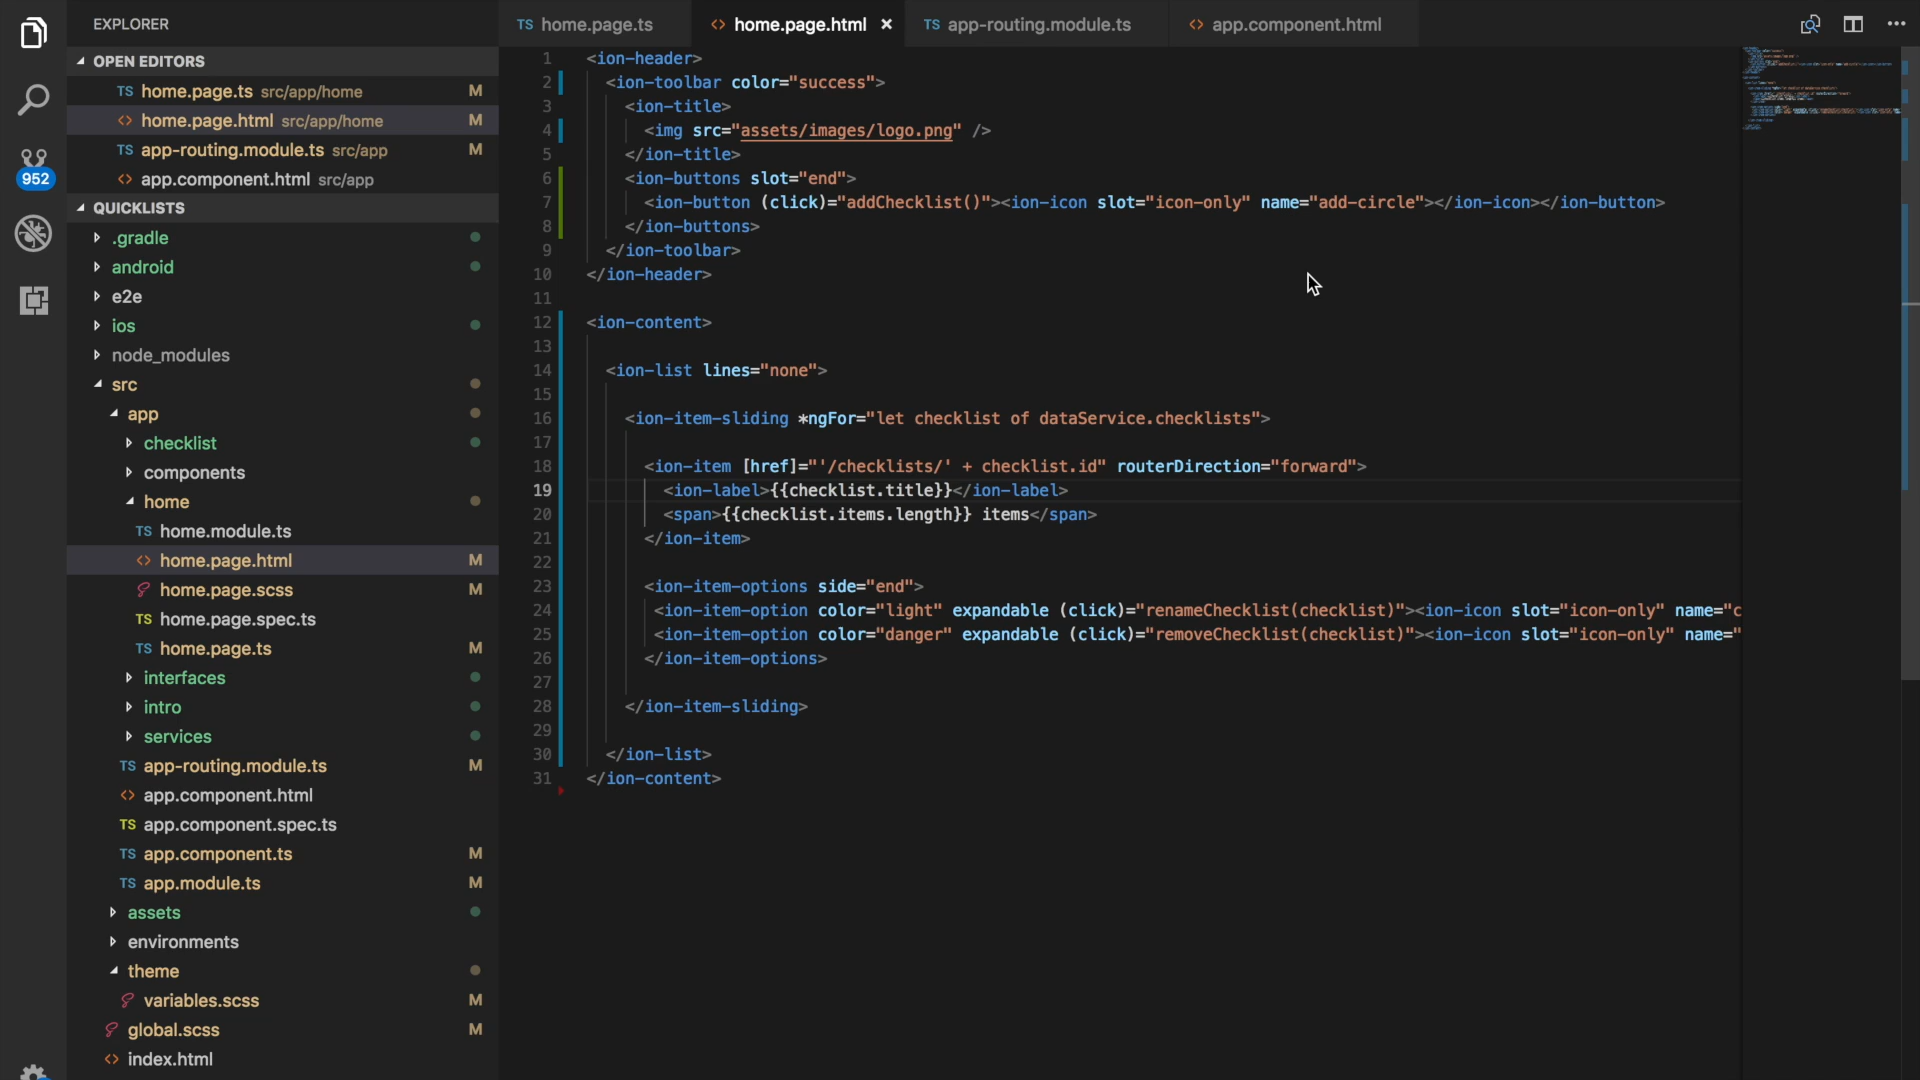 EXPLORER
OPEN EDITORS
TS home.page.ts src/app/home M
<> home.page.html src/app/home M
TS app-routing.module.ts src/app M
<> app.component.html src/app
952
QUICKLISTS
.gradle
android
e2e
ios
node_modules
src
app
checklist
components
home
TS home.module.ts
<> home.page.html M
home.page.scss M
TS home.page.spec.ts
TS home.page.ts M
interfaces
intro
services
TS app-routing.module.ts M
<> app.component.html
TS app.component.spec.ts
TS app.component.ts M
TS app.module.ts M
assets
environments
theme
variables.scss M
global.scss M
<> index.html
TS home.page.ts
<> home.page.html ×
TS app-routing.module.ts
<> app.component.html
1 <ion-header>
2 <ion-toolbar color="success">
3 <ion-title>
4 <img src="assets/images/logo.png" />
5 </ion-title>
6 <ion-buttons slot="end">
7 <ion-button (click)="addChecklist()"><ion-icon slot="icon-only" name="add-circle"></ion-icon></ion-button>
8 </ion-buttons>
9 </ion-toolbar>
10 </ion-header>
11
12 <ion-content>
13
14 <ion-list lines="none">
15
16 <ion-item-sliding *ngFor="let checklist of dataService.checklists">
17
18 <ion-item [href]="'/checklists/' + checklist.id" routerDirection="forward">
19 <ion-label>{{checklist.title}}</ion-label>
20 <span>{{checklist.items.length}} items</span>
21 </ion-item>
22
23 <ion-item-options side="end">
24 <ion-item-option color="light" expandable (click)="renameChecklist(checklist)"><ion-icon slot="icon-only" name="c
25 <ion-item-option color="danger" expandable (click)="removeChecklist(checklist)"><ion-icon slot="icon-only" name="
26 </ion-item-options>
27
28 </ion-item-sliding>
29
30 </ion-list>
31 </ion-content>